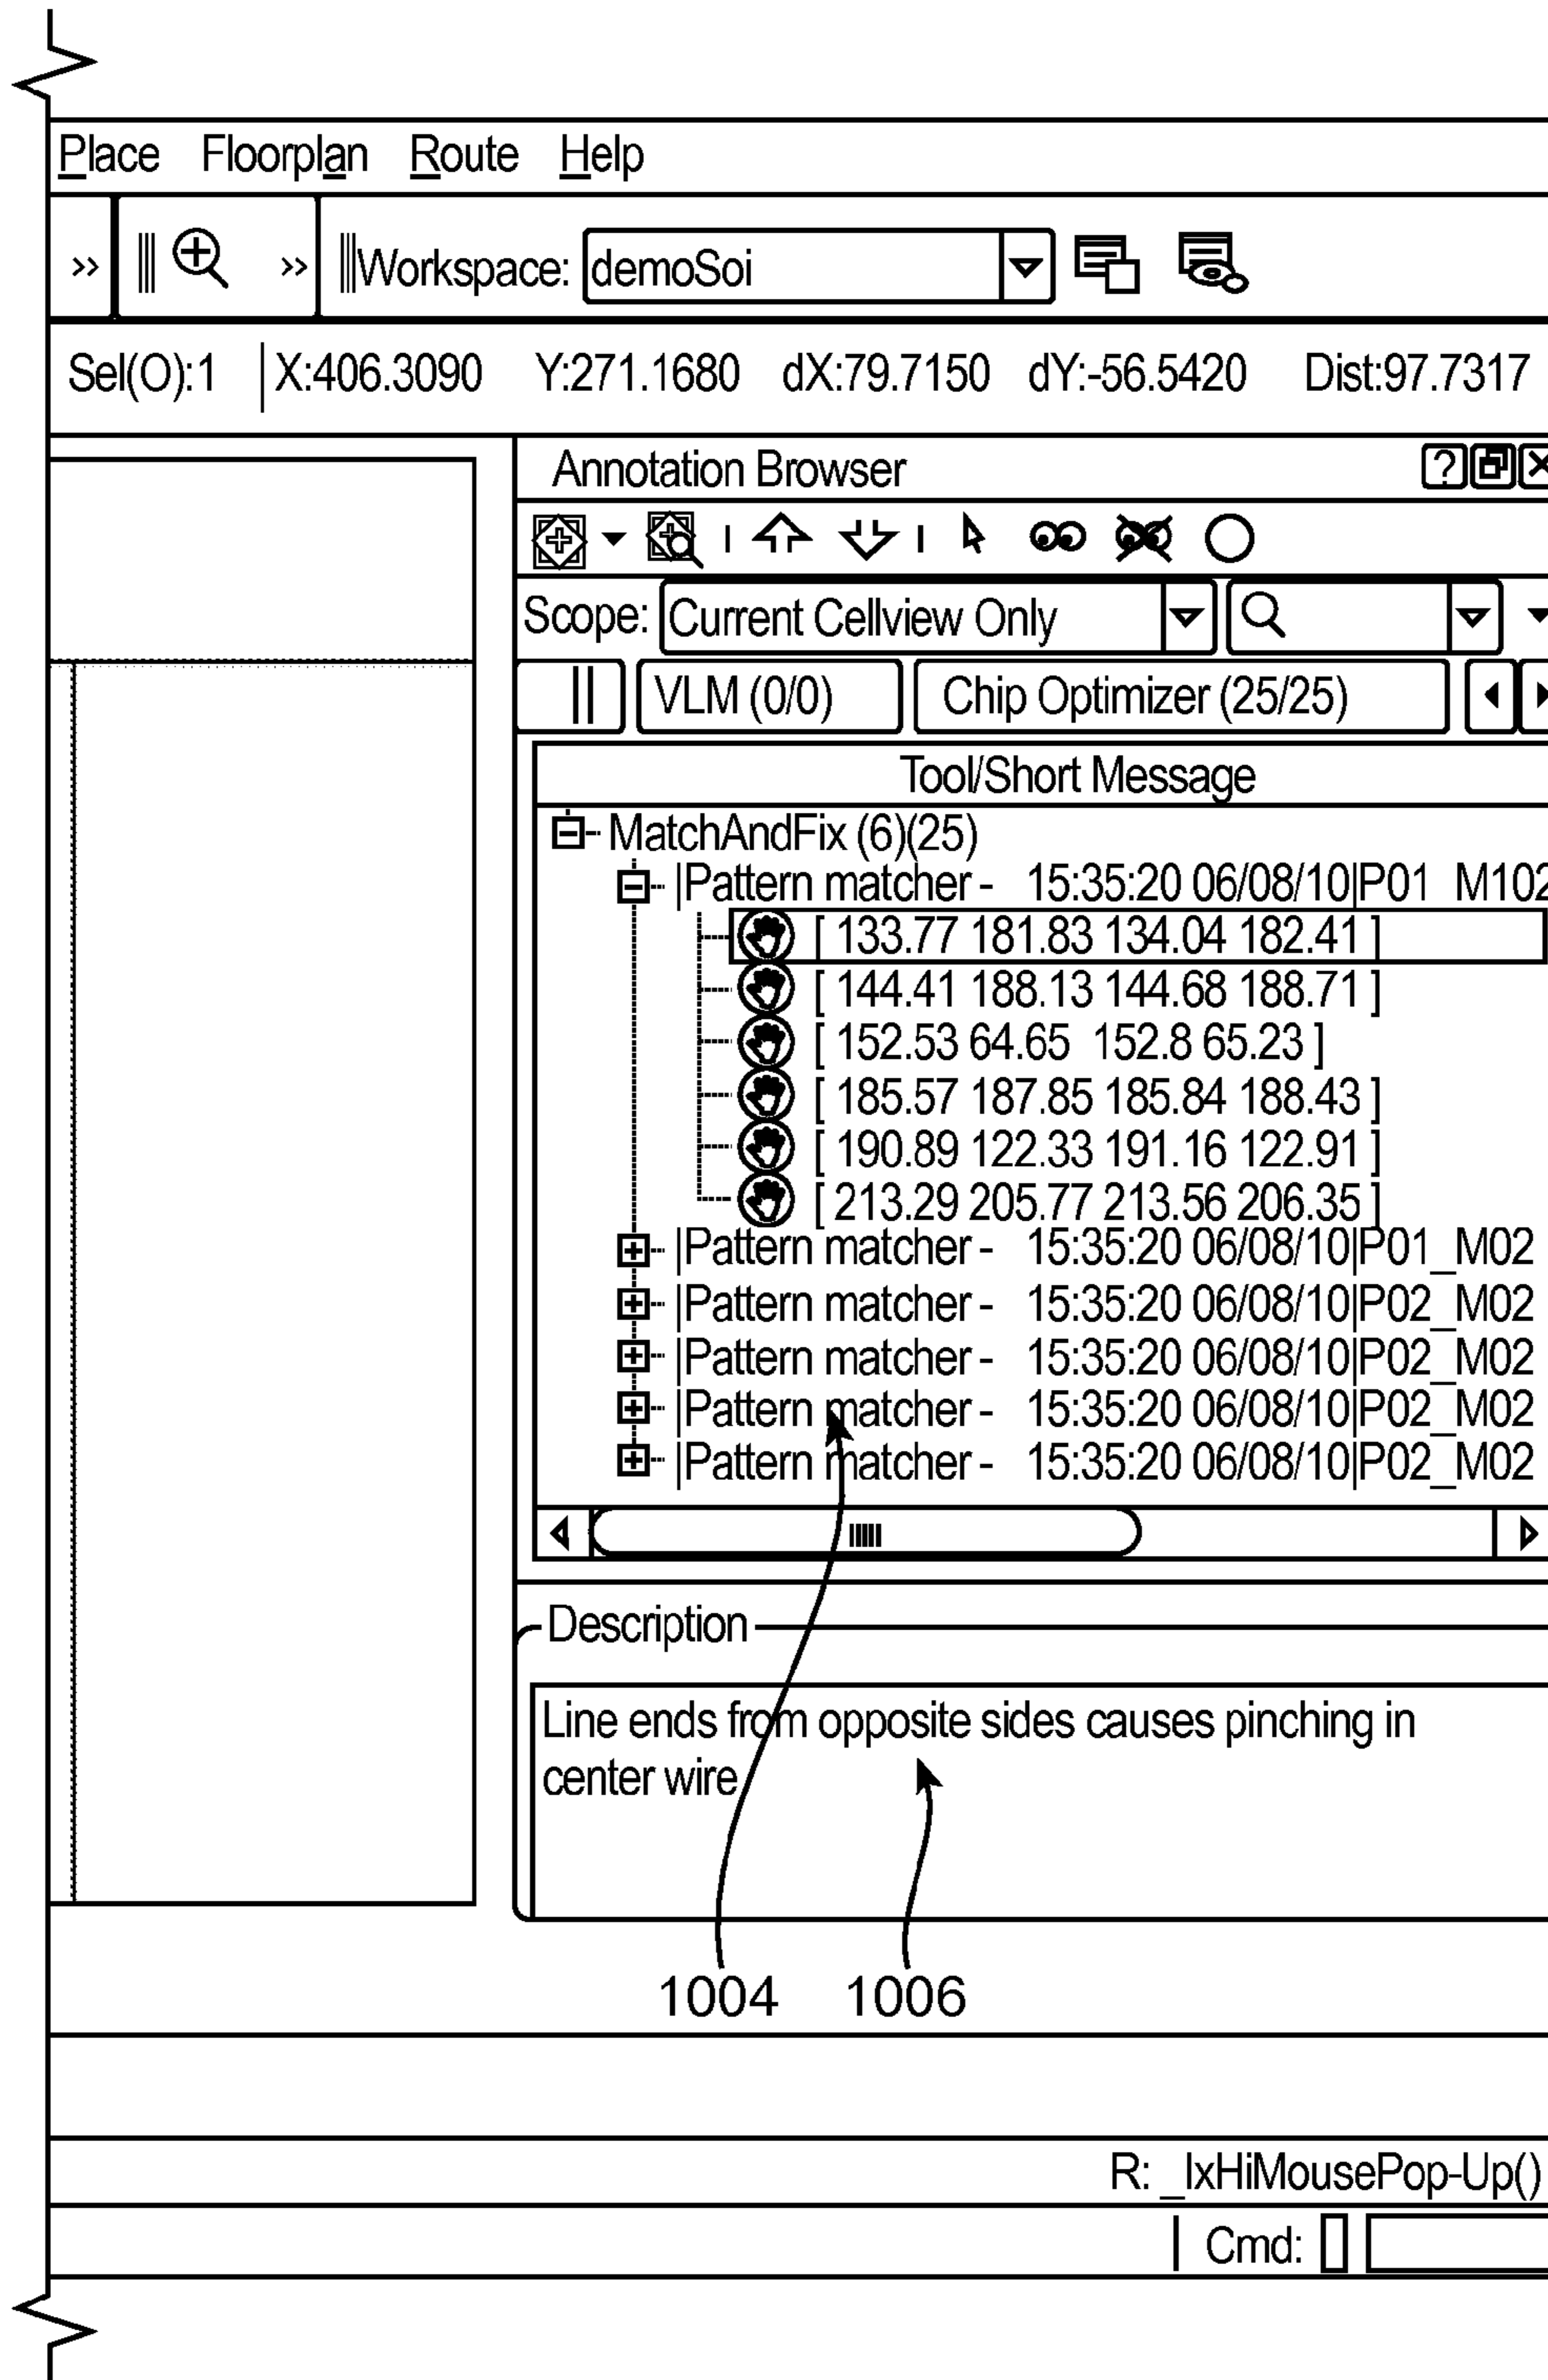 Place Floorplan Route Help
>> >> Workspace: demoSoi
Sel(O):1 X:406.3090 Y:271.1680 dX:79.7150 dY:-56.5420 Dist:97.7317
Annotation Browser ?
Scope: Current Cellview Only
VLM (0/0) Chip Optimizer (25/25)
Tool/Short Message
MatchAndFix (6)(25)
|Pattern matcher - 15:35:20 06/08/10|P01_M102
[ 133.77 181.83 134.04 182.41 ]
[ 144.41 188.13 144.68 188.71 ]
[ 152.53 64.65 152.8 65.23 ]
[ 185.57 187.85 185.84 188.43 ]
[ 190.89 122.33 191.16 122.91 ]
[ 213.29 205.77 213.56 206.35 ]
|Pattern matcher - 15:35:20 06/08/10|P01_M02
|Pattern matcher - 15:35:20 06/08/10|P02_M02
|Pattern matcher - 15:35:20 06/08/10|P02_M02
|Pattern matcher - 15:35:20 06/08/10|P02_M02
|Pattern matcher - 15:35:20 06/08/10|P02_M02
Description
Line ends from opposite sides causes pinching in
center wire
1004 1006
R: _lxHiMousePop-Up()
Cmd: